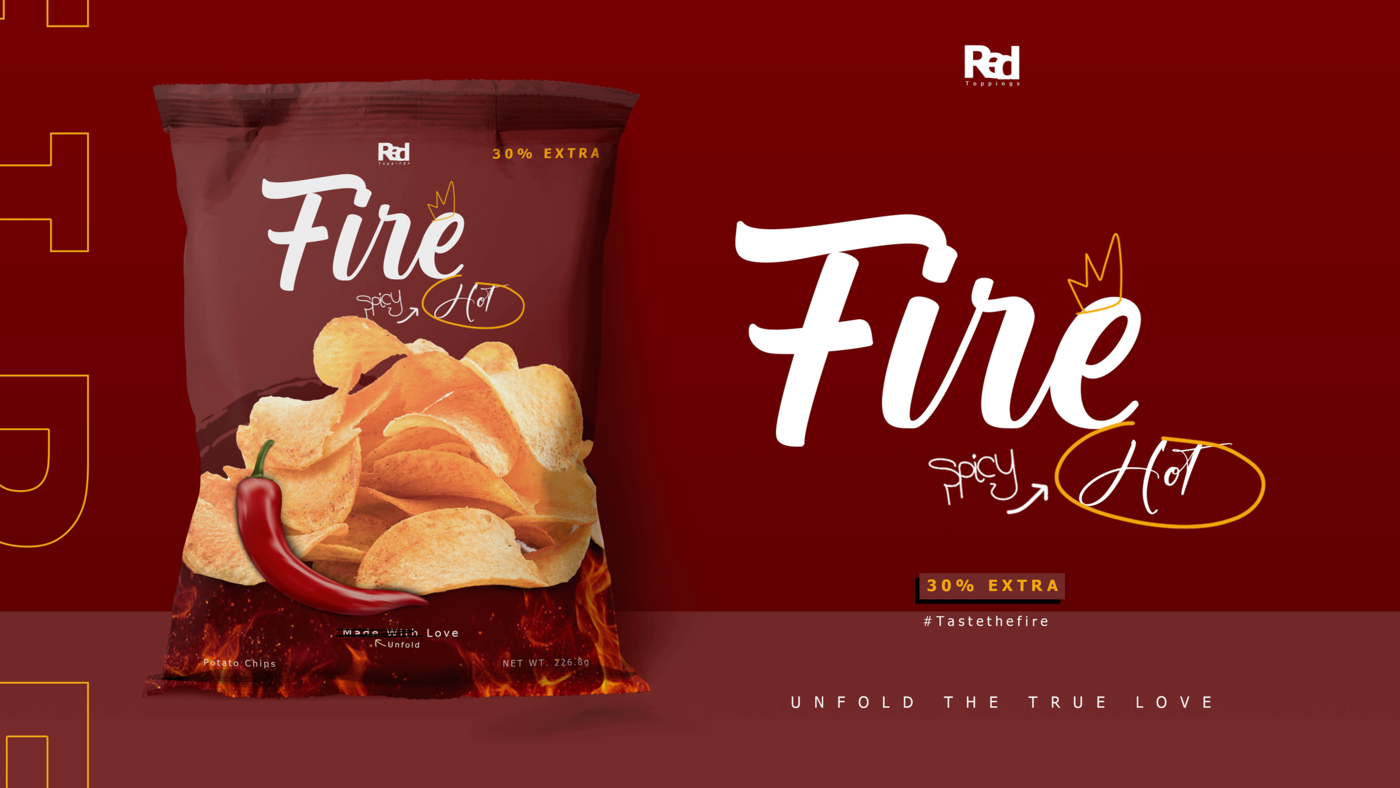 Red
Toppings
30% EXTRA
Fire
Spicy
Hot
Made With Love
Unfold
Potato Chips
NET WT. 226.8g
Red
Toppings
Fire
Spicy
Hot
30% EXTRA
#Tastethefire
UNFOLD THE TRUE LOVE